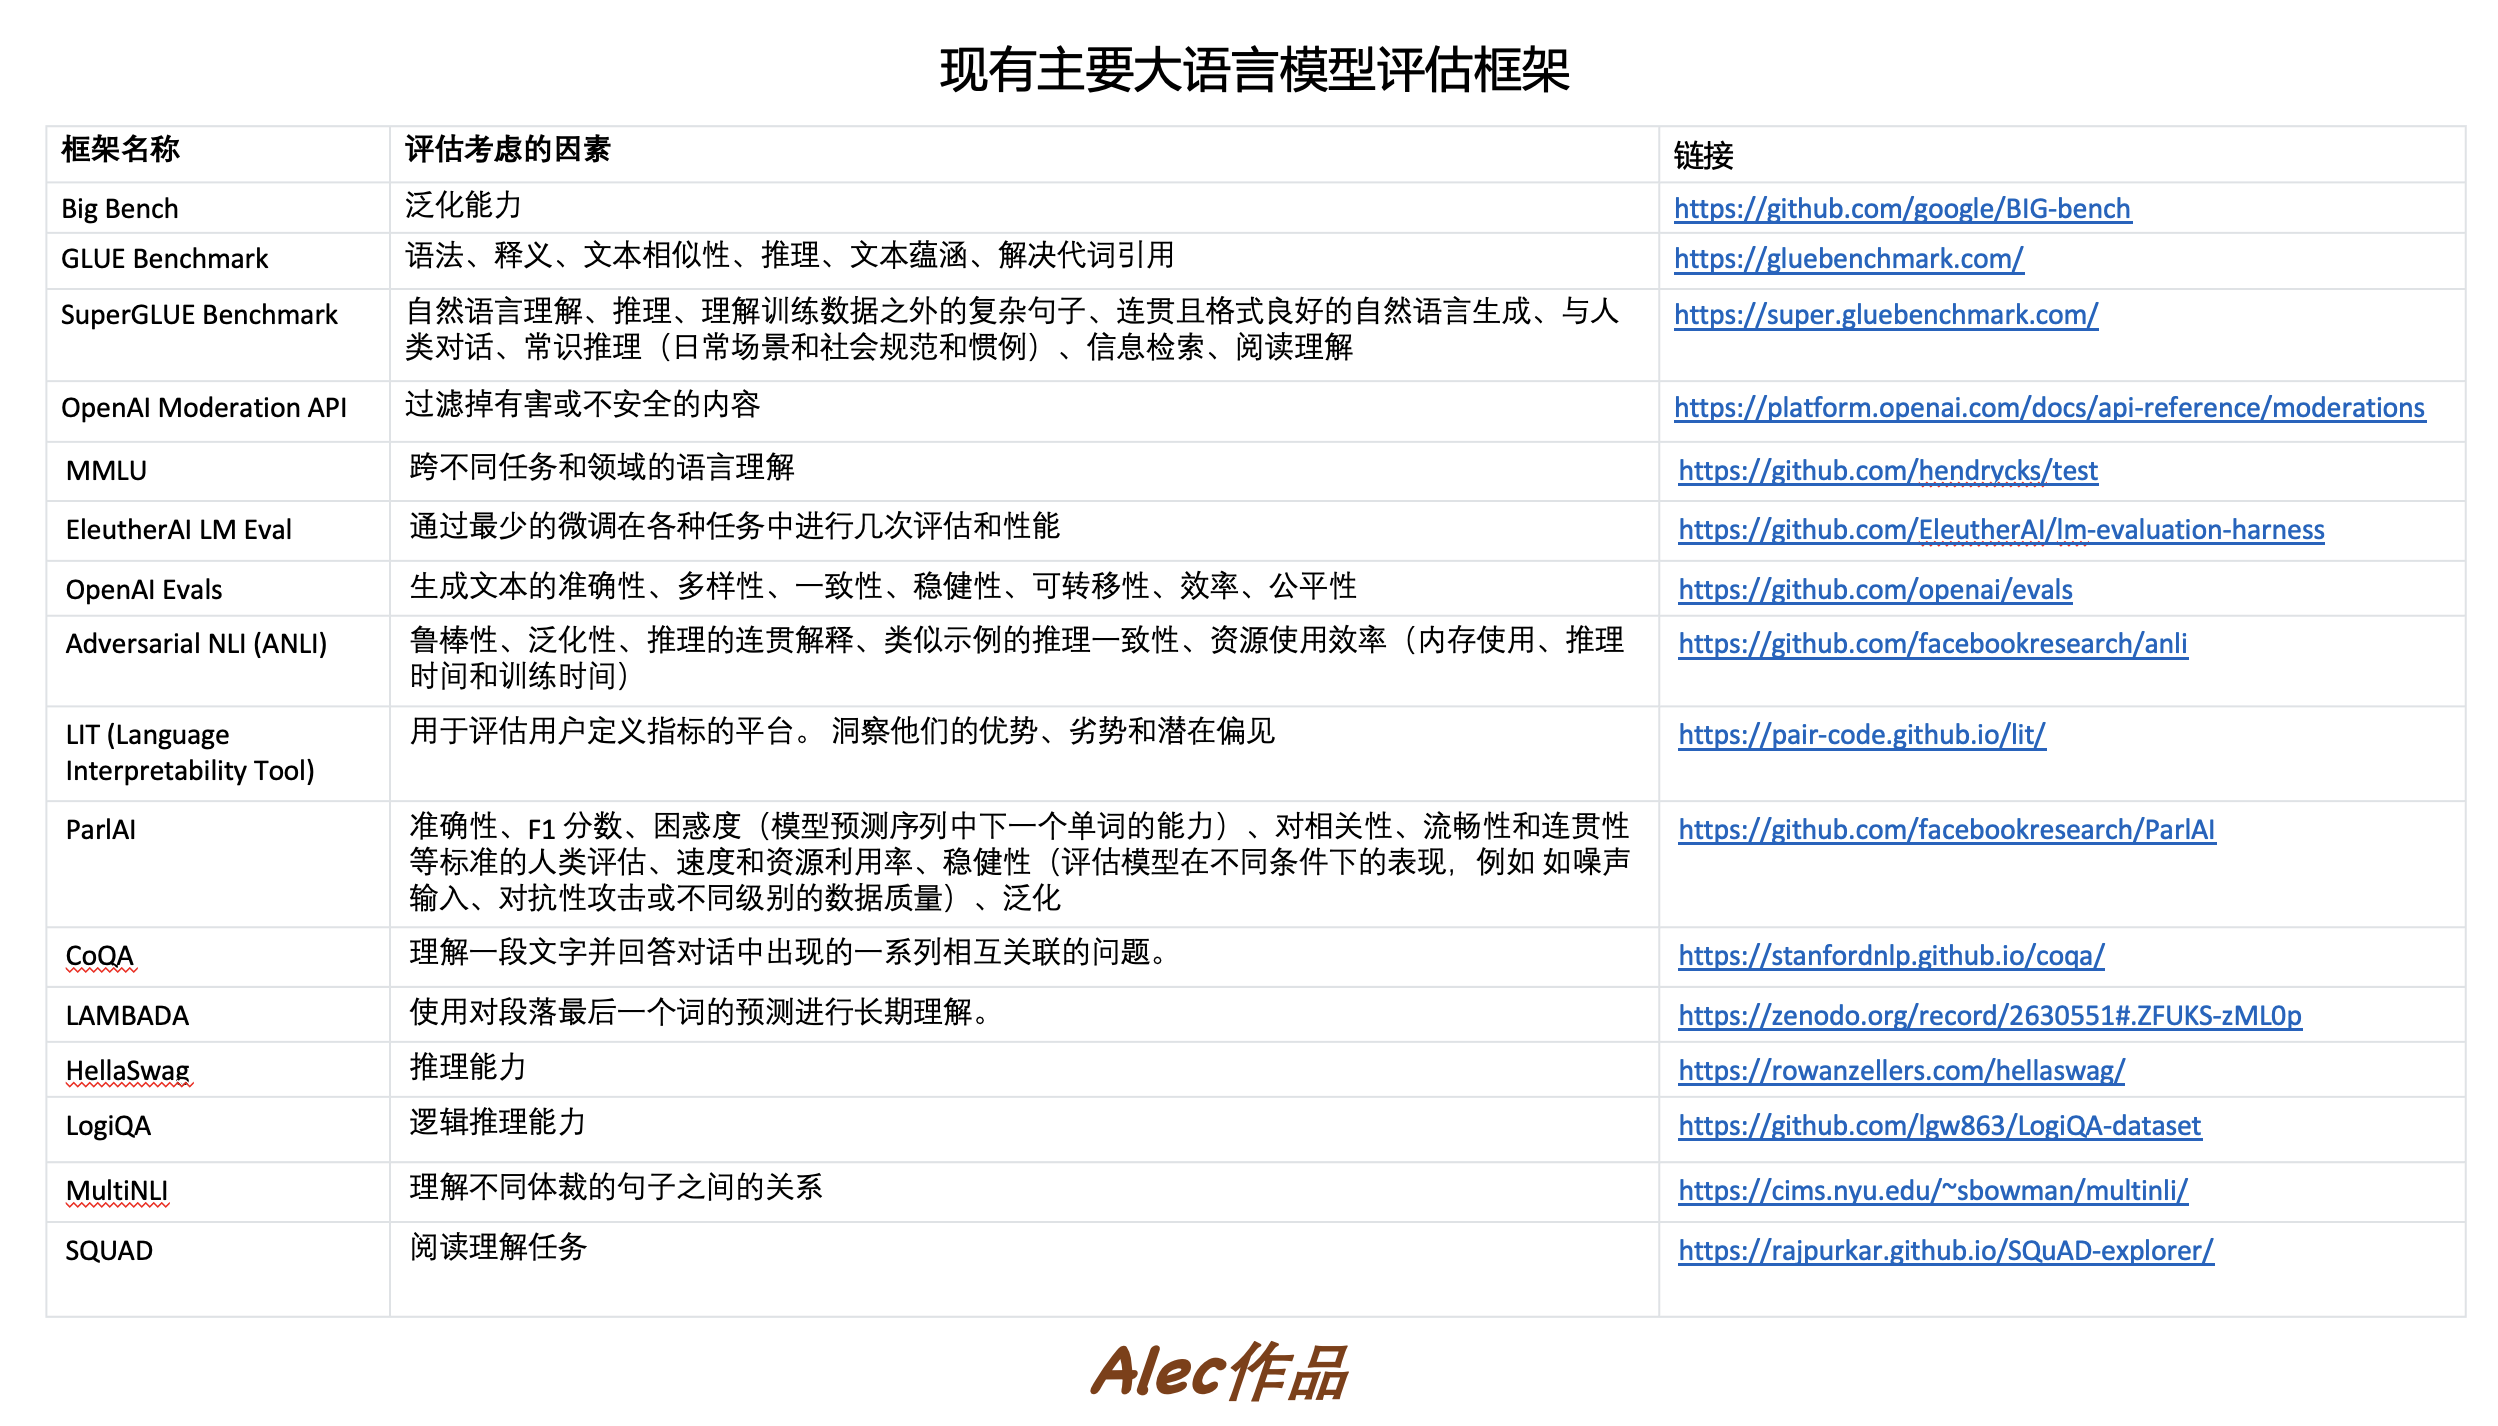 现有主要大语言模型评估框架
框架名称 评估考虑的因素 链接
Big Bench 泛化能力 https://github.com/google/BIG-bench
GLUE Benchmark 语法、释义、文本相似性、推理、文本蕴涵、解决代词引用 https://gluebenchmark.com/
SuperGLUE Benchmark 自然语言理解、推理、理解训练数据之外的复杂句子、连贯且格式良好的自然语言生成、与人 https://super.gluebenchmark.com/
类对话、常识推理（日常场景和社会规范和惯例）、信息检索、阅读理解
OpenAI Moderation API 过滤掉有害或不安全的内容 https://platform.openai.com/docs/api-reference/moderations
MMLU 跨不同任务和领域的语言理解 https://github.com/hendrycks/test
EleutherAI LM Eval 通过最少的微调在各种任务中进行几次评估和性能 https://github.com/EleutherAI/lm-evaluation-harness
OpenAI Evals 生成文本的准确性、多样性、一致性、稳健性、可转移性、效率、公平性 https://github.com/openai/evals
Adversarial NLI (ANLI) 鲁棒性、泛化性、推理的连贯解释、类似示例的推理一致性、资源使用效率（内存使用、推理 https://github.com/facebookresearch/anli
时间和训练时间）
LIT (Language 用于评估用户定义指标的平台。 洞察他们的优势、劣势和潜在偏见 https://pair-code.github.io/lit/
Interpretability Tool)
ParlAI 准确性、F1 分数、困惑度（模型预测序列中下一个单词的能力）、对相关性、流畅性和连贯性 https://github.com/facebookresearch/ParlAI
等标准的人类评估、速度和资源利用率、稳健性（评估模型在不同条件下的表现，例如 如噪声
输入、对抗性攻击或不同级别的数据质量）、泛化
CoQA 理解一段文字并回答对话中出现的一系列相互关联的问题。 https://stanfordnlp.github.io/coqa/
LAMBADA 使用对段落最后一个词的预测进行长期理解。 https://zenodo.org/record/2630551#.ZFUKS-zML0p
HellaSwag 推理能力 https://rowanzellers.com/hellaswag/
LogiQA 逻辑推理能力 https://github.com/lgw863/LogiQA-dataset
MultiNLI 理解不同体裁的句子之间的关系 https://cims.nyu.edu/~sbowman/multinli/
SQUAD 阅读理解任务 https://rajpurkar.github.io/SQuAD-explorer/
Alec作品